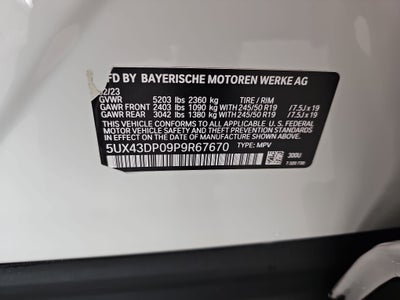 MFD BY BAYERISCHE MOTOREN WERKE AG
02/23
GVWR 5203 lbs 2360 kg TIRE / RIM
GAWR FRONT 2403 lbs 1090 kg WITH 245/50 R19 /7.5J x 19
GAWR REAR 3042 lbs 1380 kg WITH 245/50 R19 /7.5J x 19
THIS VEHICLE CONFORMS TO ALL APPLICABLE FEDERAL MOTOR
VEHICLE SAFETY, BUMPER, AND THEFT PREVENTION STANDARDS
IN EFFECT ON THE DATE OF MANUFACTURE SHOWN ABOVE.
5UX43DP09P9R67670 TYPE: MPV
300U